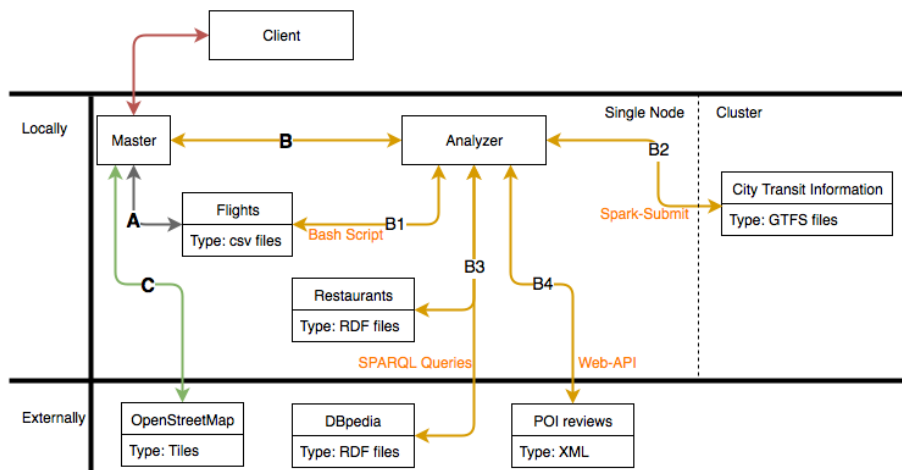 Client
Locally
Single Node
Cluster
Master
B
Analyzer
B2
City Transit Information
Type: GTFS files
Spark-Submit
A
Flights
Type: csv files
B1
Bash Script
B3
C
B4
Restaurants
Type: RDF files
SPARQL Queries
Web-API
Externally
OpenStreetMap
Type: Tiles
DBpedia
Type: RDF files
POI reviews
Type: XML